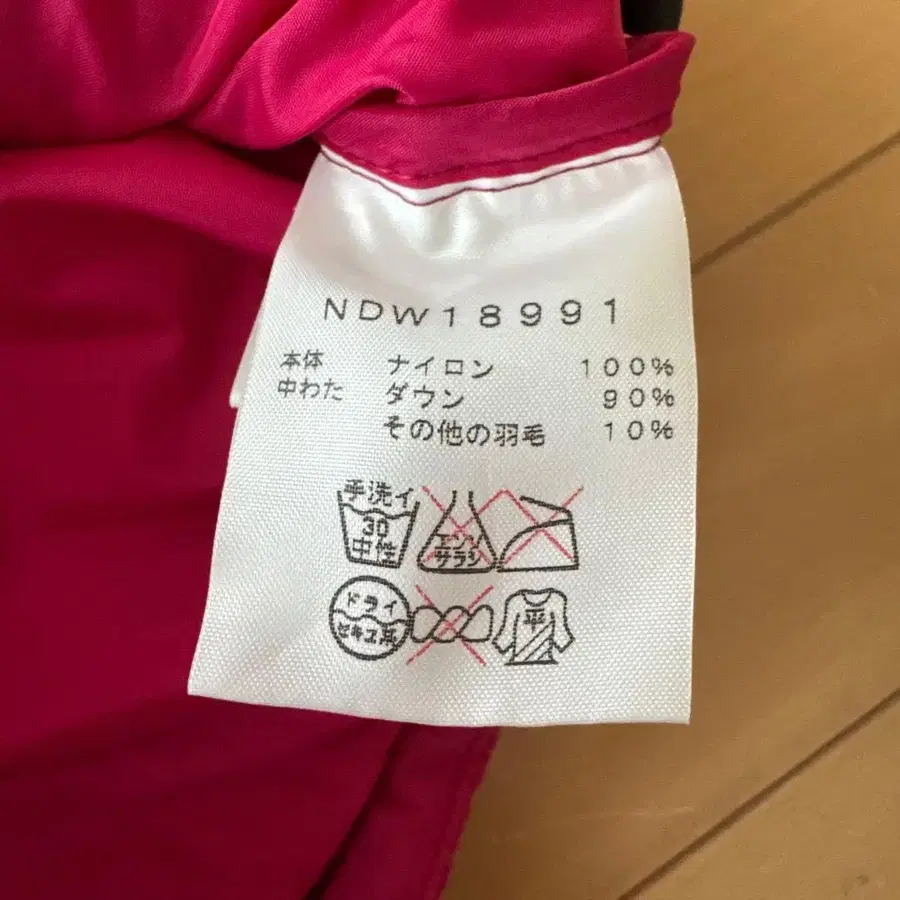 NDW18991
本体 ナイロン 100%
中わた ダウン 90%
その他の羽毛 10%
手洗イ
30
中性
エンソ
サラシ
ドライ
セキユ系
平